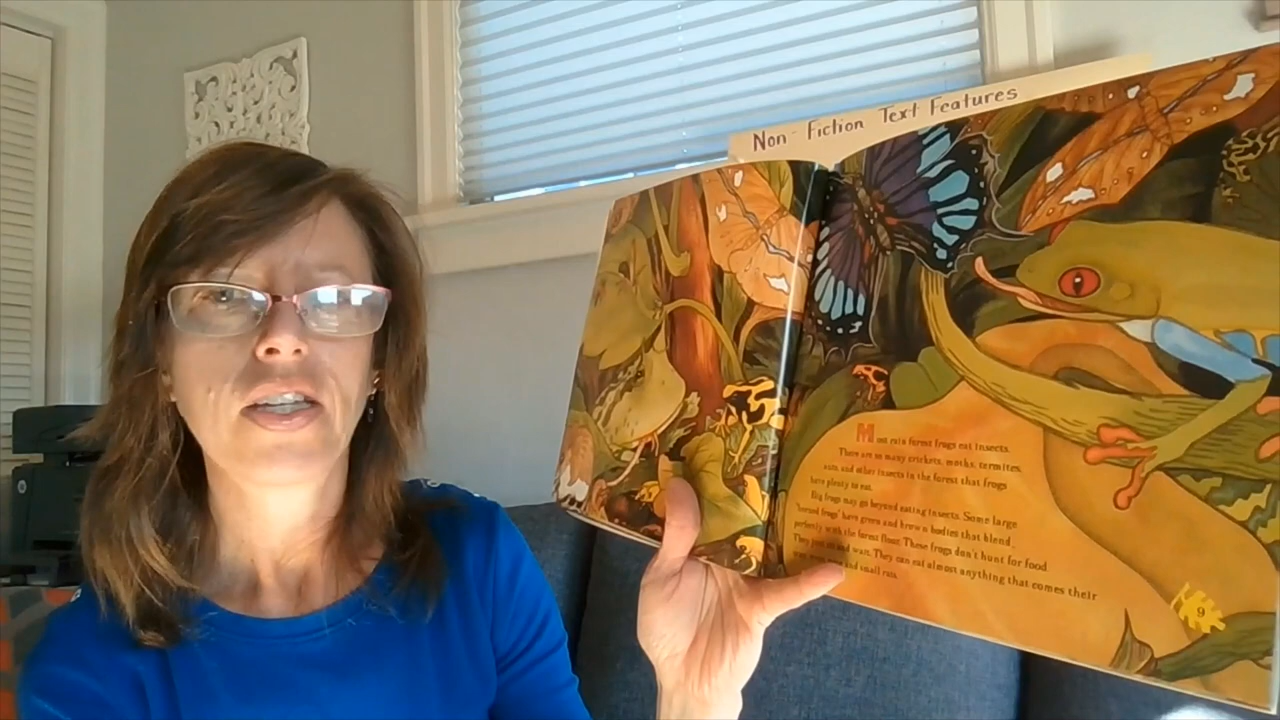 Non-Fiction Text Features
Most rain forest frogs eat insects.
There are so many crickets, moths, termites,
ants, and other insects in the forest that frogs
have plenty to eat.
Big frogs may go beyond eating insects. Some large
"horned frogs" have green and brown bodies that blend
perfectly with the forest floor. These frogs don't hunt for food.
They just sit and wait. They can eat almost anything that comes their
and small rats.
9